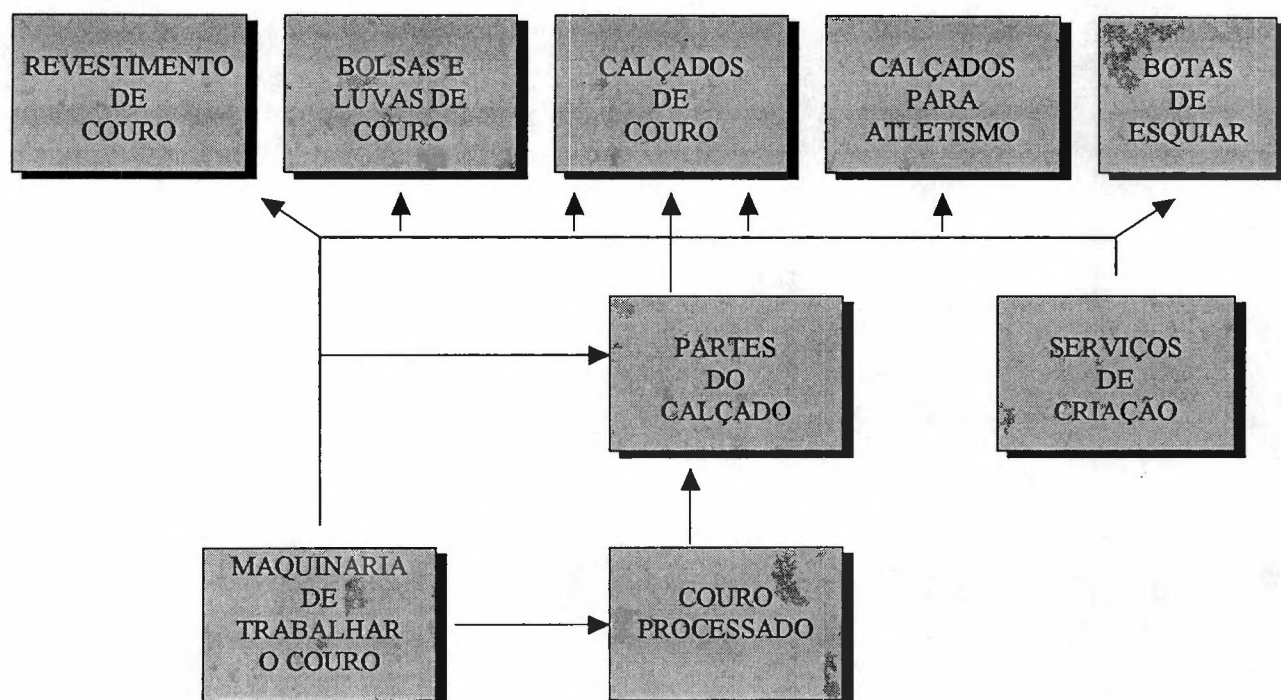 REVESTIMENTO
DE
COURO
BOLSAS E
LUVAS DE
COURO
CALÇADOS
DE
COURO
CALÇADOS
PARA
ATLETISMO
BOTAS
DE
ESQUIAR
PARTES
DO
CALÇADO
SERVIÇOS
DE
CRIAÇÃO
MAQUINARIA
DE
TRABALHAR
O COURO
COURO
PROCESSADO